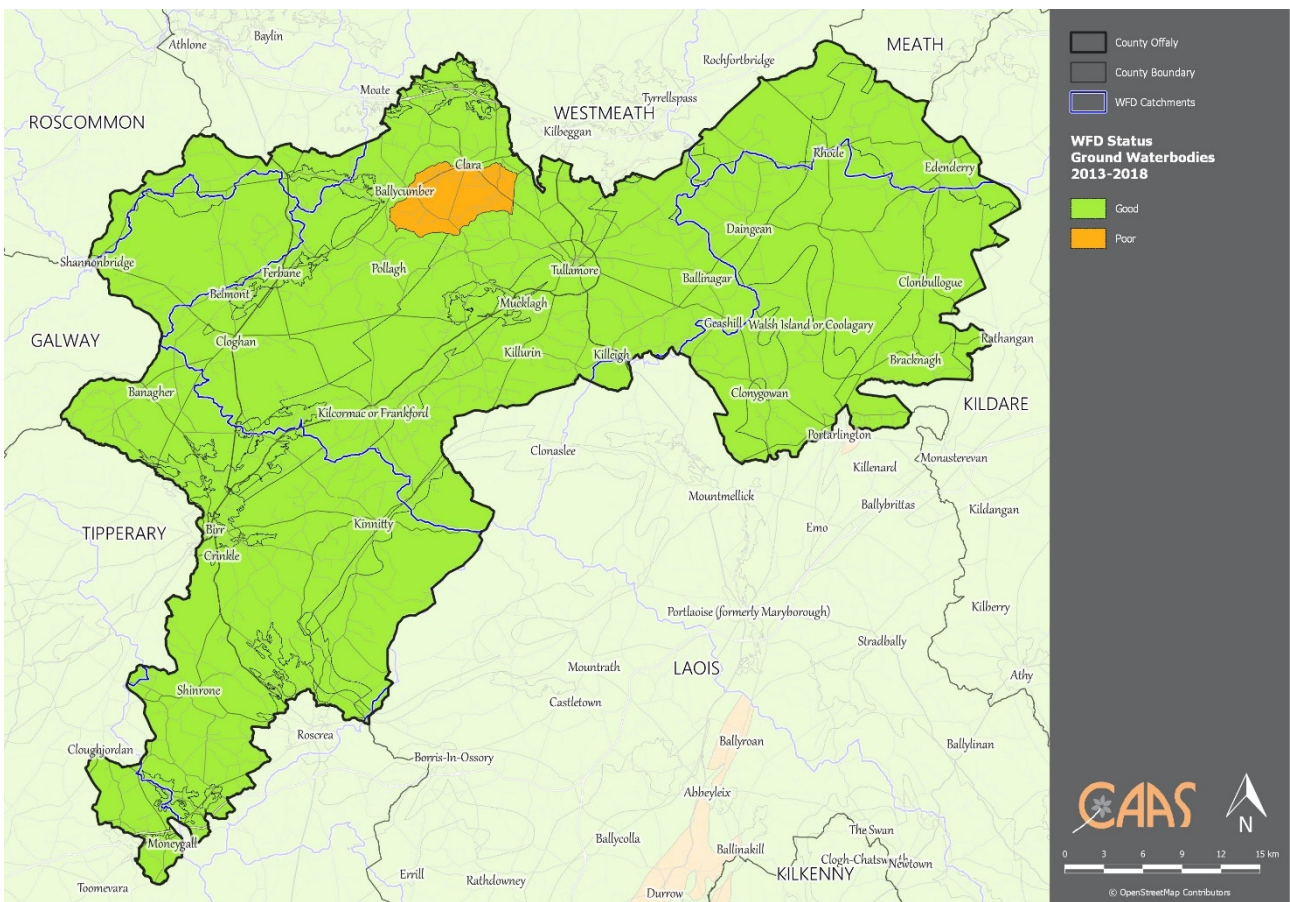 Baylin
Athlone
MEATH
Rochfortbridge
Moate
Tyrrellspass
WESTMEATH
Kilbeggan
ROSCOMMON
Clara
Rhode
Edenderry
Ballycumber
Daingean
Shannonbridge
Ferbane
Pollagh
Tullamore
Ballinagar
Clonbullogue
Belmont
Mucklagh
Geashill
Walsh Island or Coolagary
GALWAY
Cloghan
Rathangan
Killurin
Killeigh
Bracknagh
Banagher
Clonygowan
KILDARE
Kilcormac or Frankford
Portarlington
Clonaslee
Monasterevan
Killenard
Mountmellick
Ballybrittas
Kildangan
TIPPERARY
Birr
Kinnitty
Emo
Crinkle
Portlaoise (formerly Maryborough)
Kilberry
Stradbally
Mountrath
LAOIS
Athy
Shinrone
Castletown
Roscrea
Ballyroan
Ballylinan
Cloughjordan
Borris-In-Ossory
Abbeyleix
Moneygall
Ballycolla
The Swan
Ballinakill
Newtown
KILKENNY
Errill
Rathdowney
Toomevara
Durrow
County Offaly
County Boundary
WFD Catchments
WFD Status
Ground Waterbodies
2013-2018
Good
Poor
CAAS
N
0 3 6 9 12 15 km
© OpenStreetMap Contributors